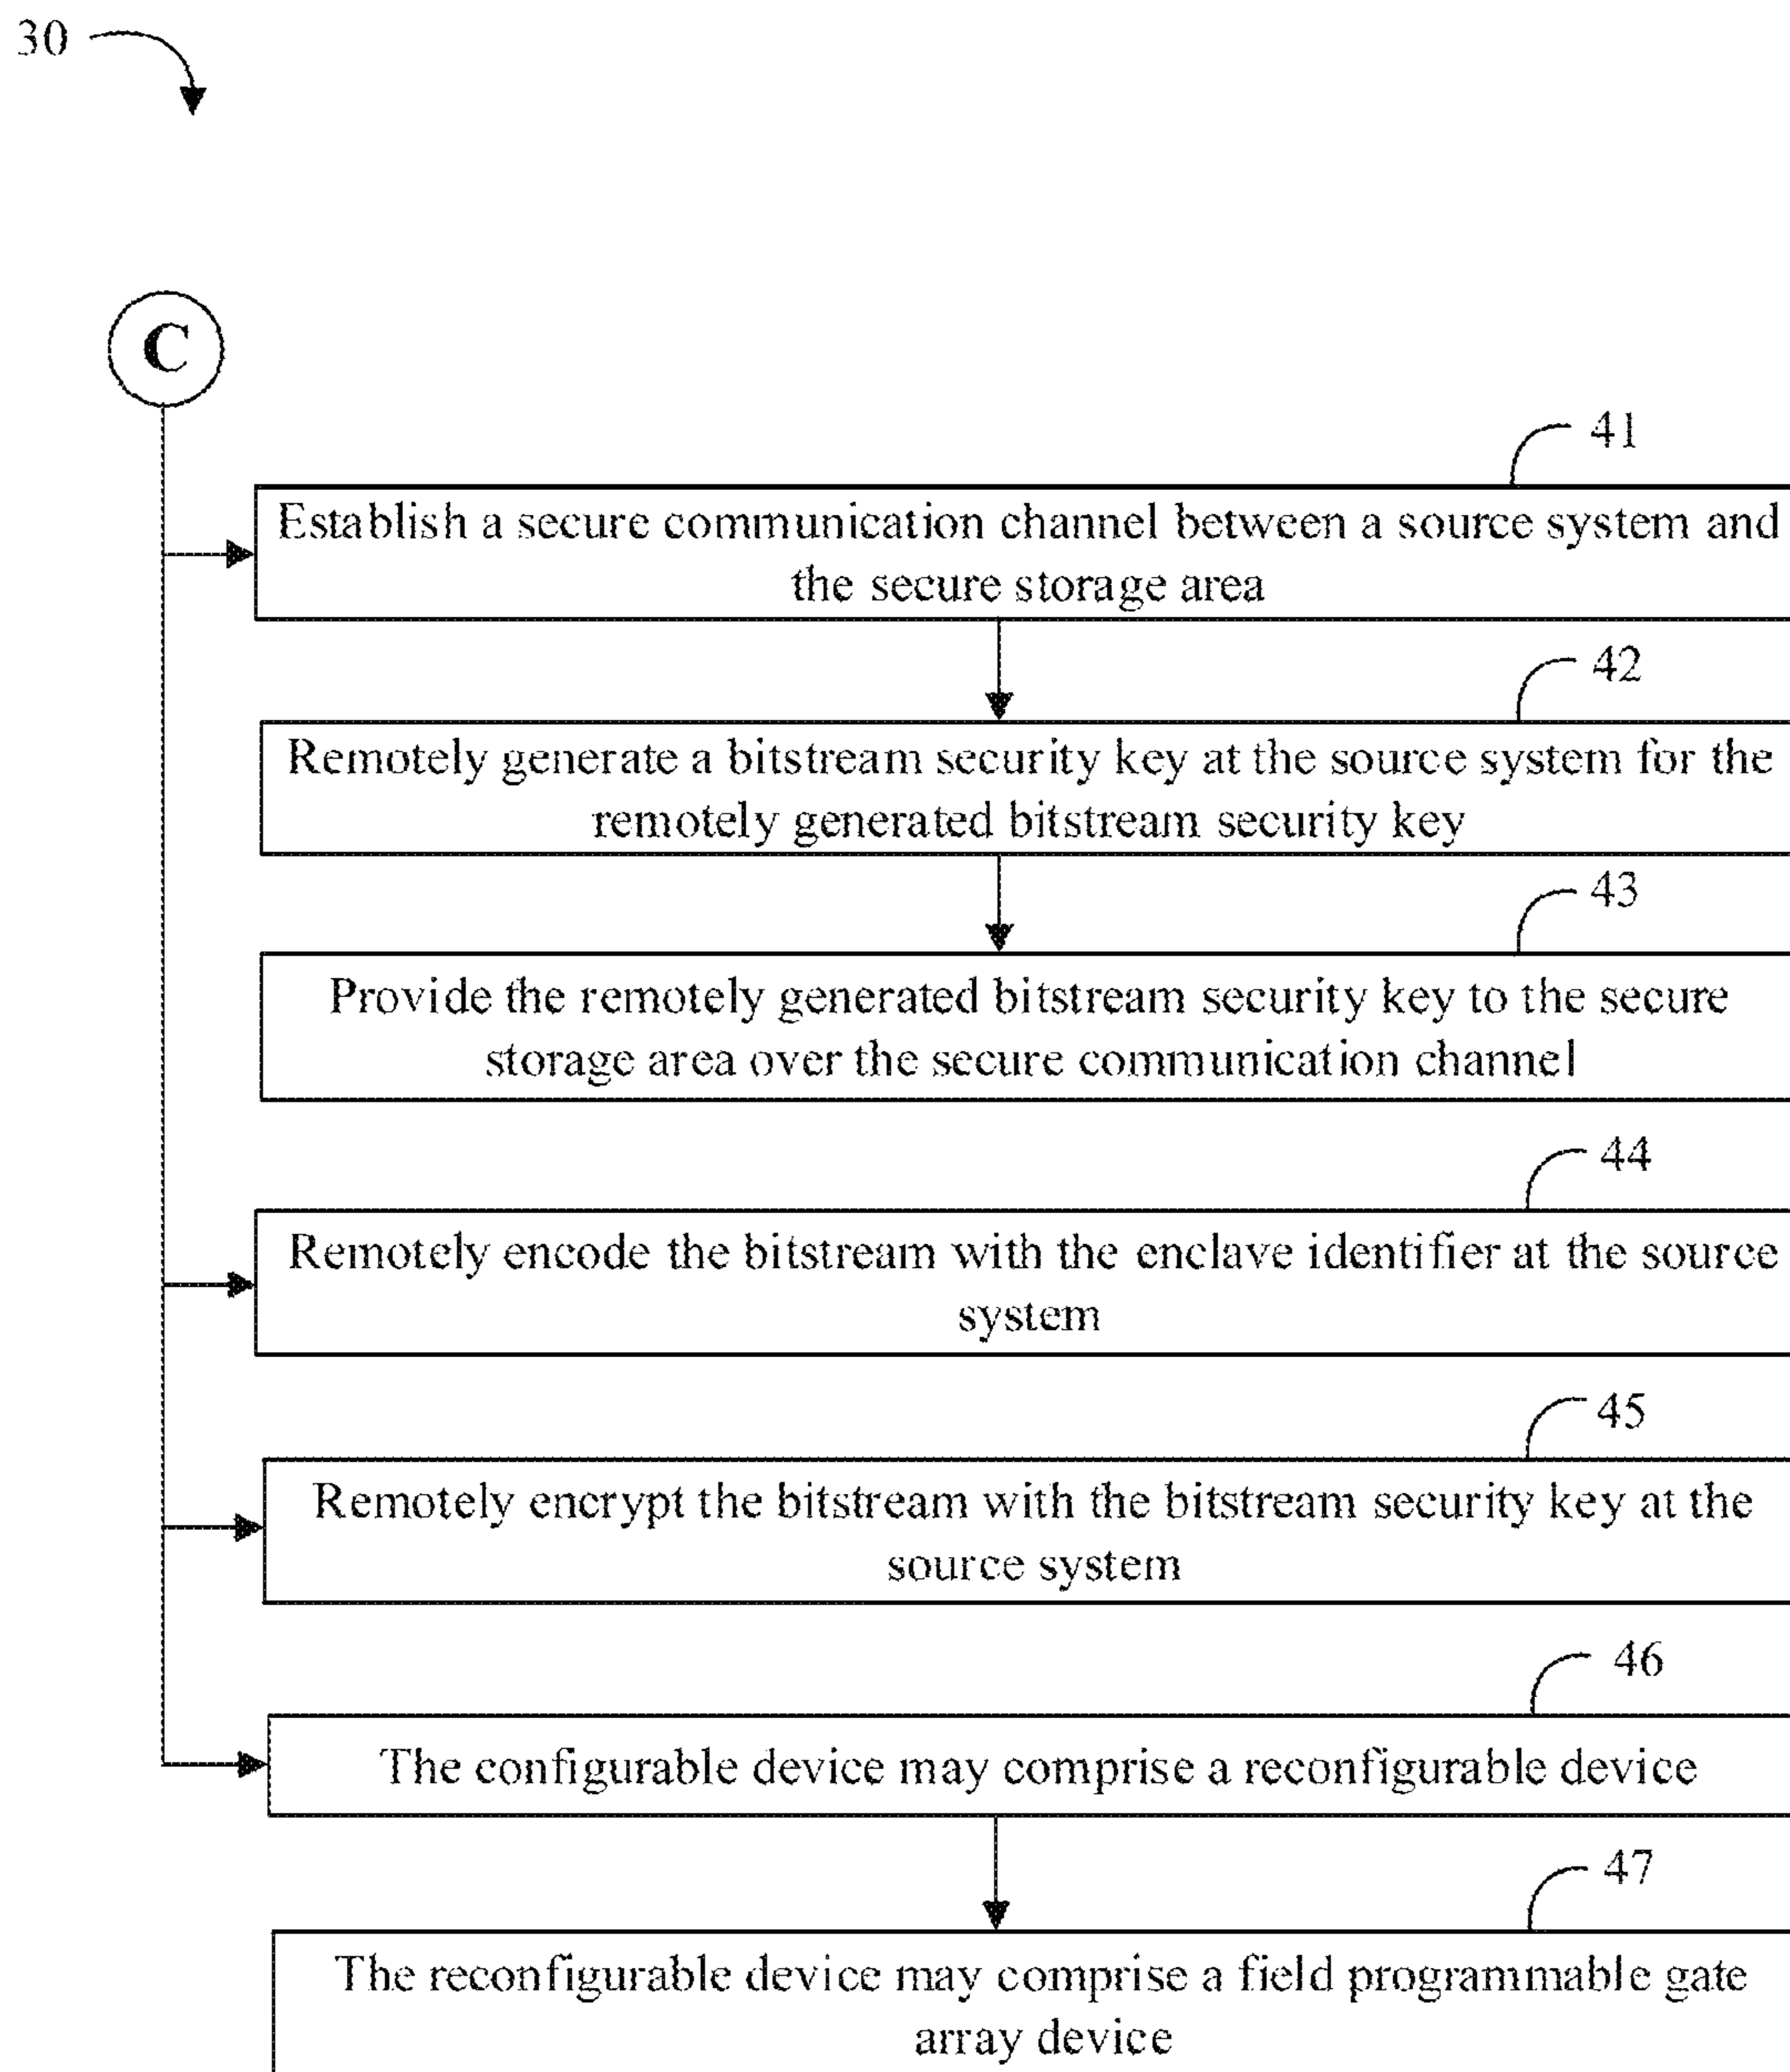 30
C
41
Establish a secure communication channel between a source system and
the secure storage area
42
Remotely generate a bitstream security key at the source system for the
remotely generated bitstream security key
43
Provide the remotely generated bitstream security key to the secure
storage area over the secure communication channel
44
Remotely encode the bitstream with the enclave identifier at the source
system
45
Remotely encrypt the bitstream with the bitstream security key at the
source system
46
The configurable device may comprise a reconfigurable device
47
The reconfigurable device may comprise a field programmable gate
array device